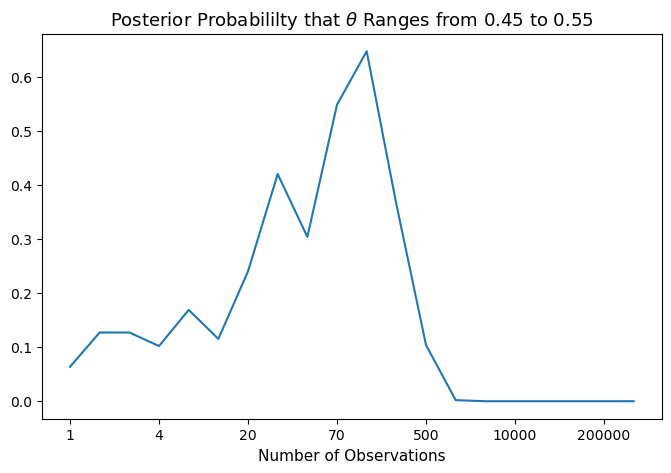 Posterior Probabililty that θ Ranges from 0.45 to 0.55
0.6
0.5
0.4
0.3
0.2
0.1
0.0
1 4 20 70 500 10000 200000
Number of Observations